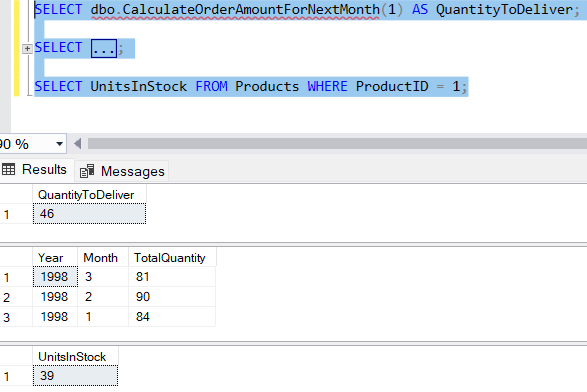 SELECT dbo.CalculateOrderAmountForNextMonth(1) AS QuantityToDeliver;
SELECT ...;
SELECT UnitsInStock FROM Products WHERE ProductID = 1;
90 %
Results Messages
QuantityToDeliver
1 46
Year Month TotalQuantity
1 1998 3 81
2 1998 2 90
3 1998 1 84
UnitsInStock
1 39